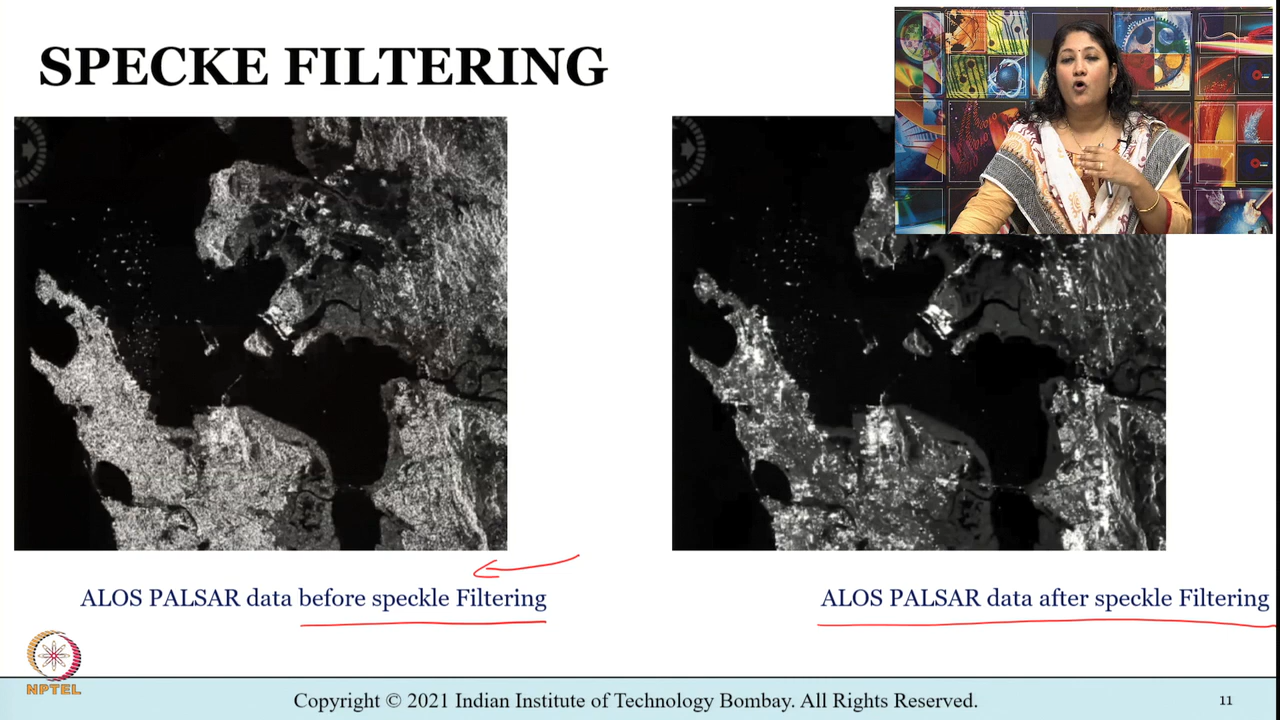 SPECKE FILTERING
ALOS PALSAR data before speckle Filtering
ALOS PALSAR data after speckle Filtering
NPTEL
Copyright © 2021 Indian Institute of Technology Bombay. All Rights Reserved.
11